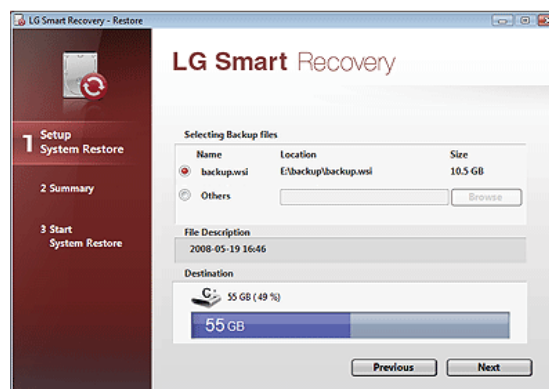 LG Smart Recovery - Restore
LG Smart Recovery
1 Setup
System Restore
2 Summary
3 Start
System Restore
Selecting Backup files
Name Location Size
backup.wsi E:\backup\backup.wsi 10.5 GB
Others Browse
File Description
2008-05-19 16:46
Destination
C: 55 GB ( 49 %)
55 GB
Previous Next